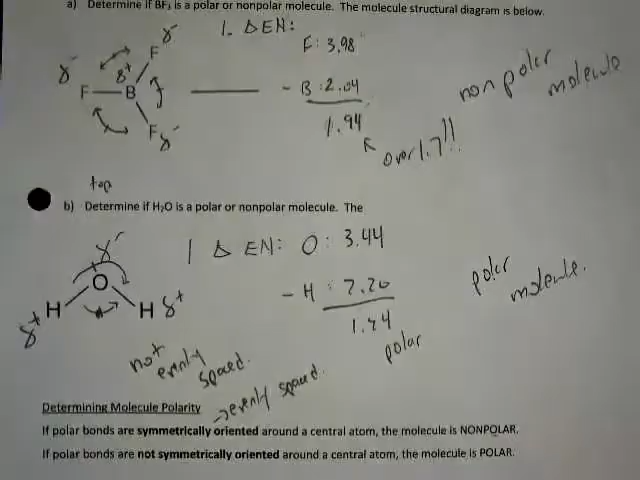 a) Determine if BF₃ is a polar or nonpolar molecule. The molecule structural diagram is below.
1. ΔEN:
F: 3.98
- B: 2.04
1.94
over 1.7!!
nonpolar molecule
δ⁻
F
δ⁻
δ⁺
F B
F δ⁻
top
b) Determine if H₂O is a polar or nonpolar molecule. The
1 ΔEN: O: 3.44
- H: 2.20
1.24
polar
polar molecule.
δ⁻
O
H H δ⁺
δ⁺
not evenly spaced.
→evenly spaced.
Determining Molecule Polarity
If polar bonds are symmetrically oriented around a central atom, the molecule is NONPOLAR.
If polar bonds are not symmetrically oriented around a central atom, the molecule is POLAR.